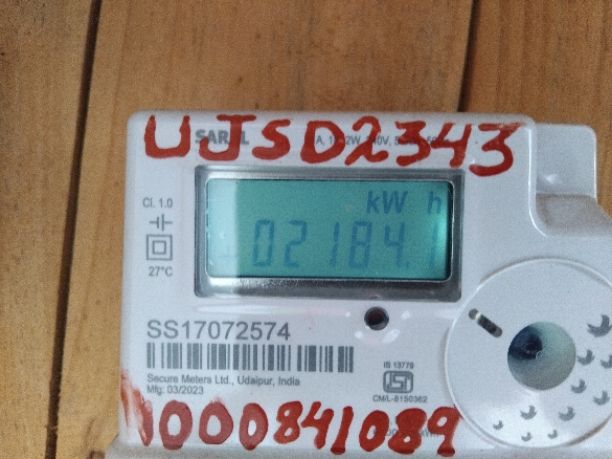 UJSD2343
kW h
02184.1
Cl. 1.0
27°C
SS17072574
Secure Meters Ltd., Udaipur, India
Mfg. 03/2023
IS 13779
CM/L-8150362
1000841089